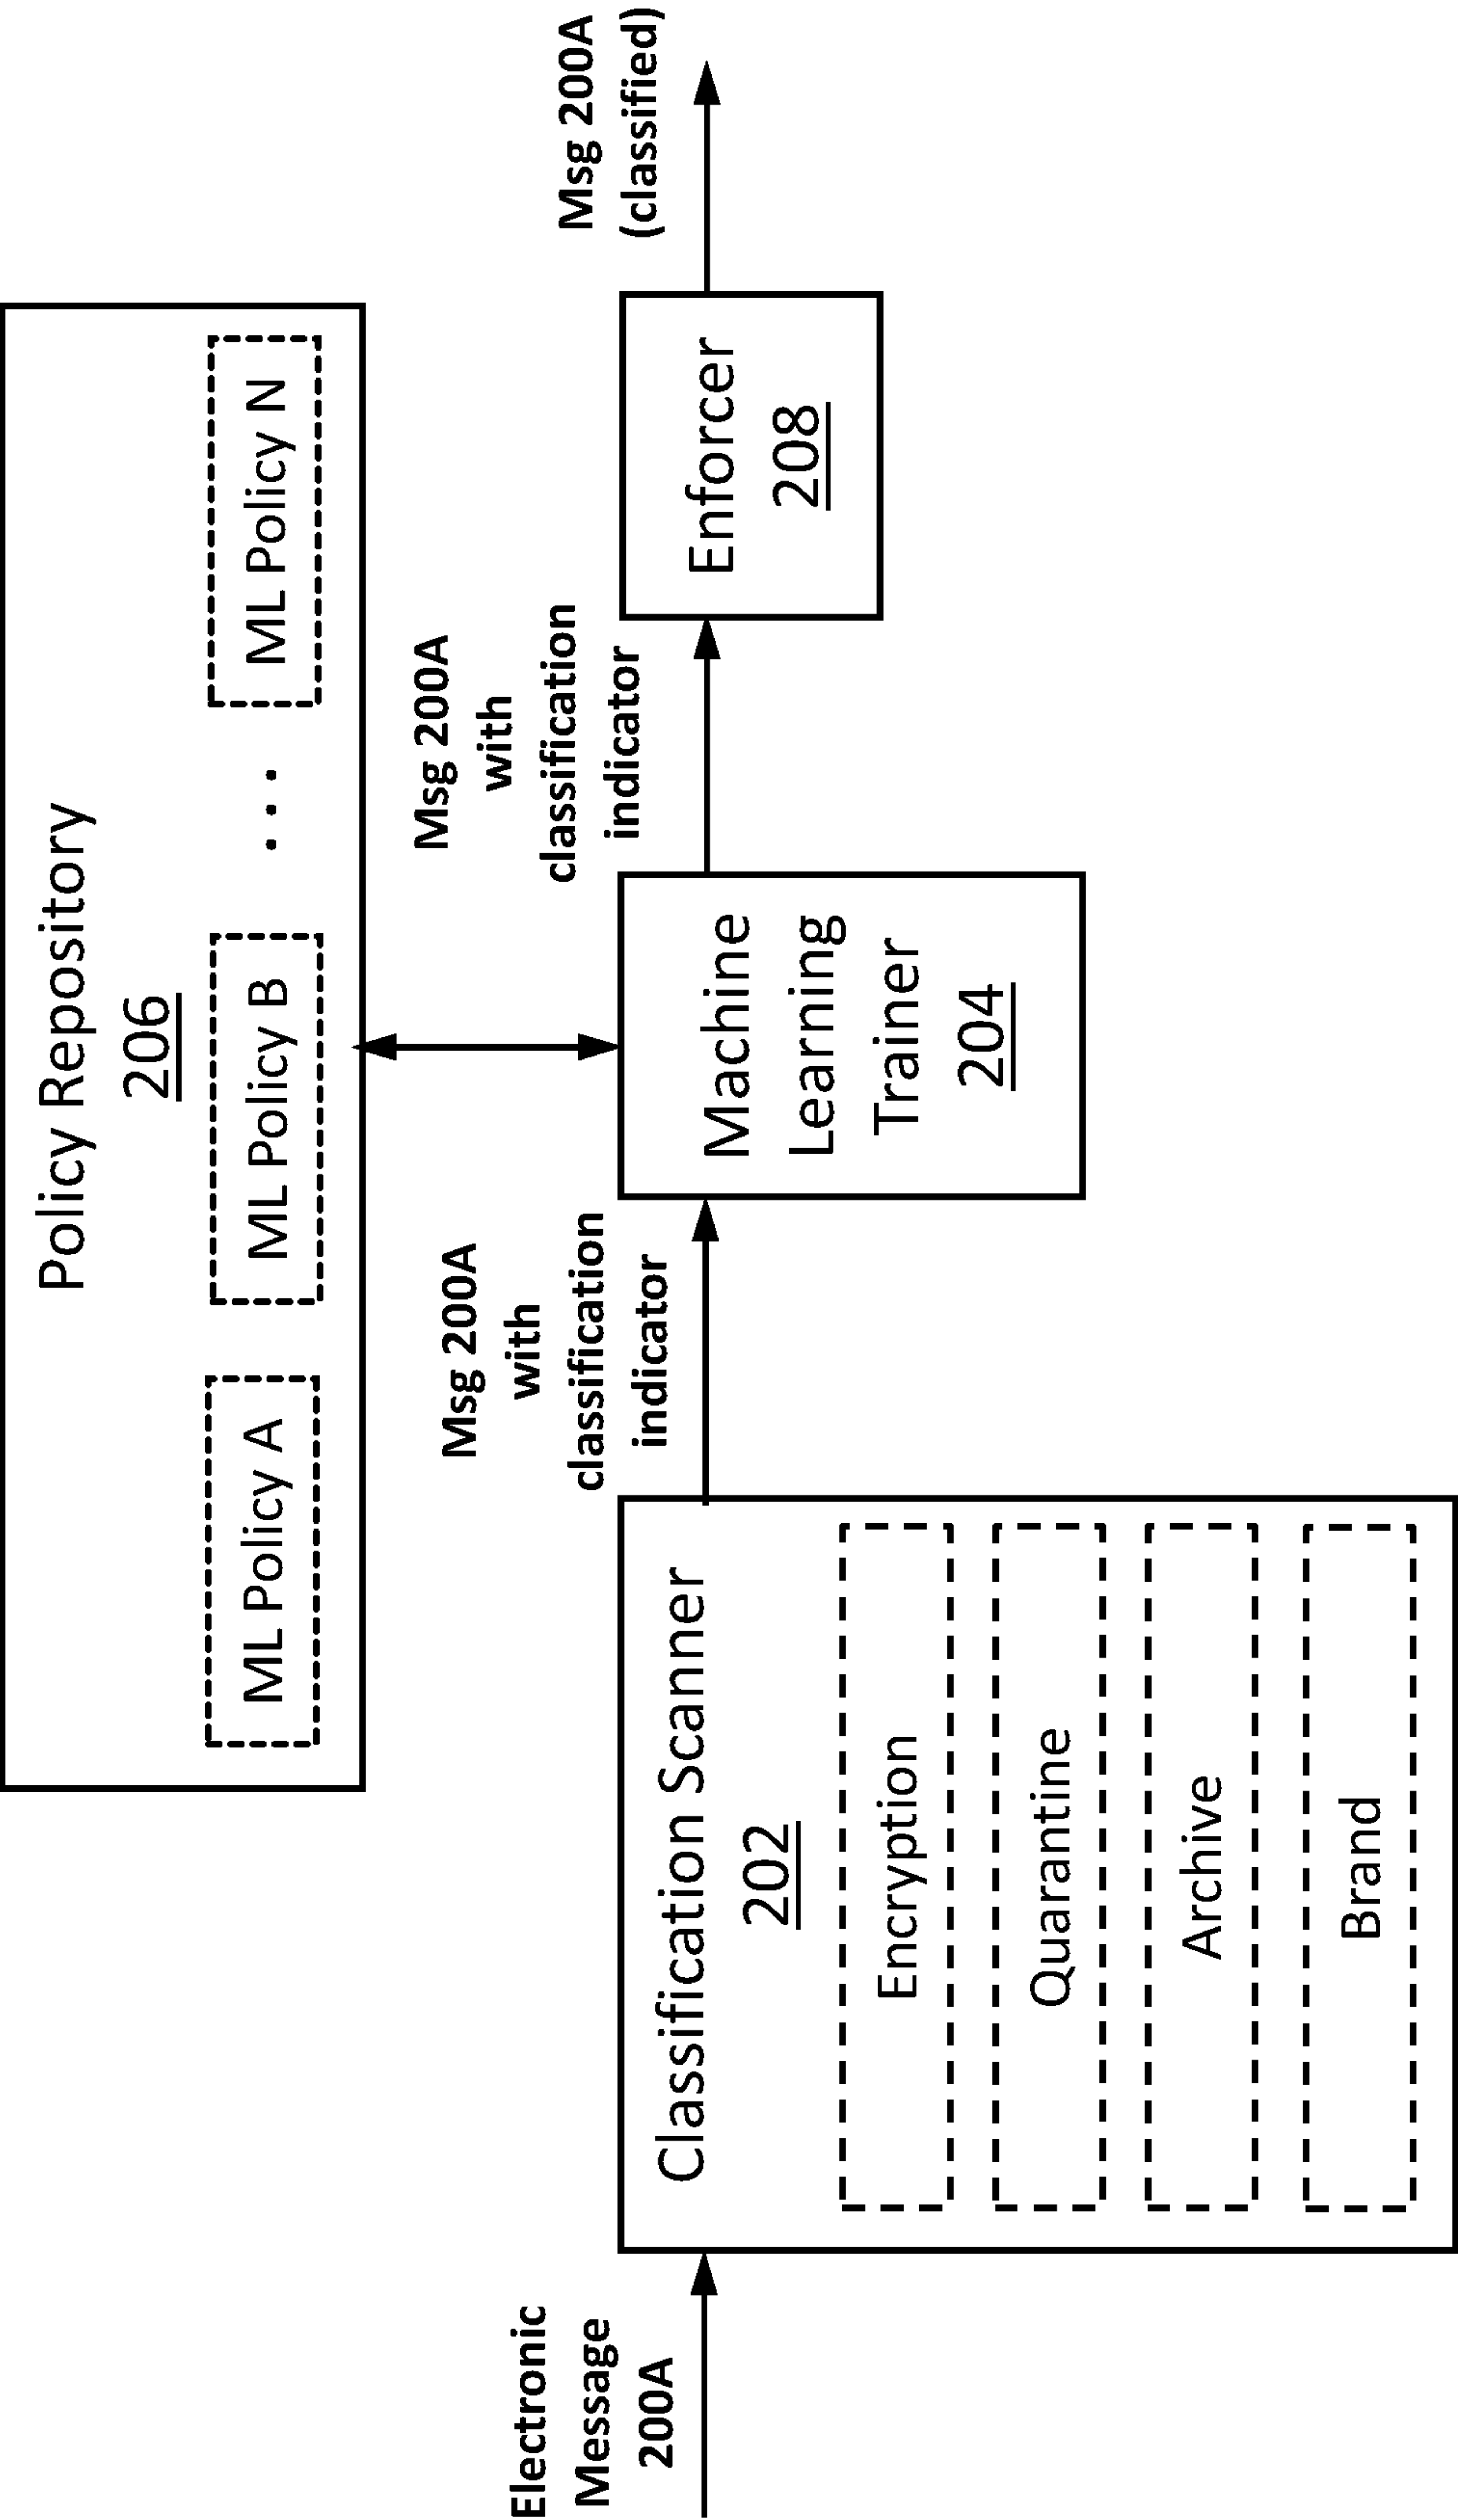 Policy Repository
206
ML Policy A
ML Policy B
. . .
ML Policy N
Electronic
Message
200A
Classification Scanner
202
Encryption
Quarantine
Archive
Brand
Msg 200A
with
classification
indicator
Machine
Learning
Trainer
204
Msg 200A
with
classification
indicator
Enforcer
208
Msg 200A
(classified)